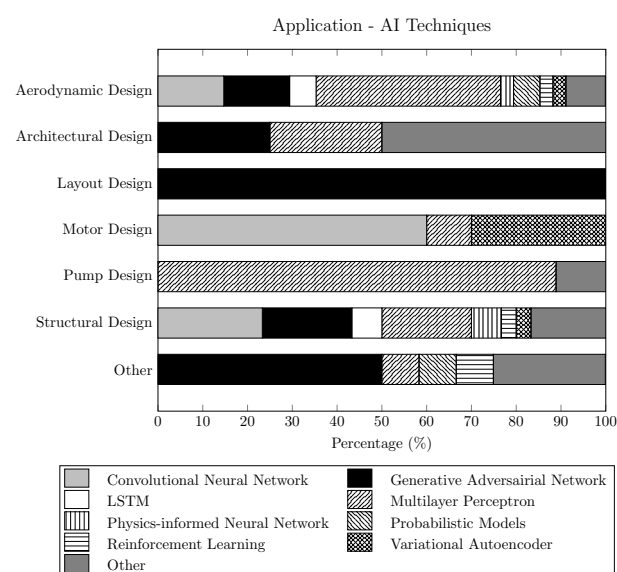 Application - AI Techniques
Aerodynamic Design
Architectural Design
Layout Design
Motor Design
Pump Design
Structural Design
Other
0 10 20 30 40 50 60 70 80 90 100
Percentage (%)
Convolutional Neural Network Generative Adversairial Network
LSTM Multilayer Perceptron
Physics-informed Neural Network Probabilistic Models
Reinforcement Learning Variational Autoencoder
Other